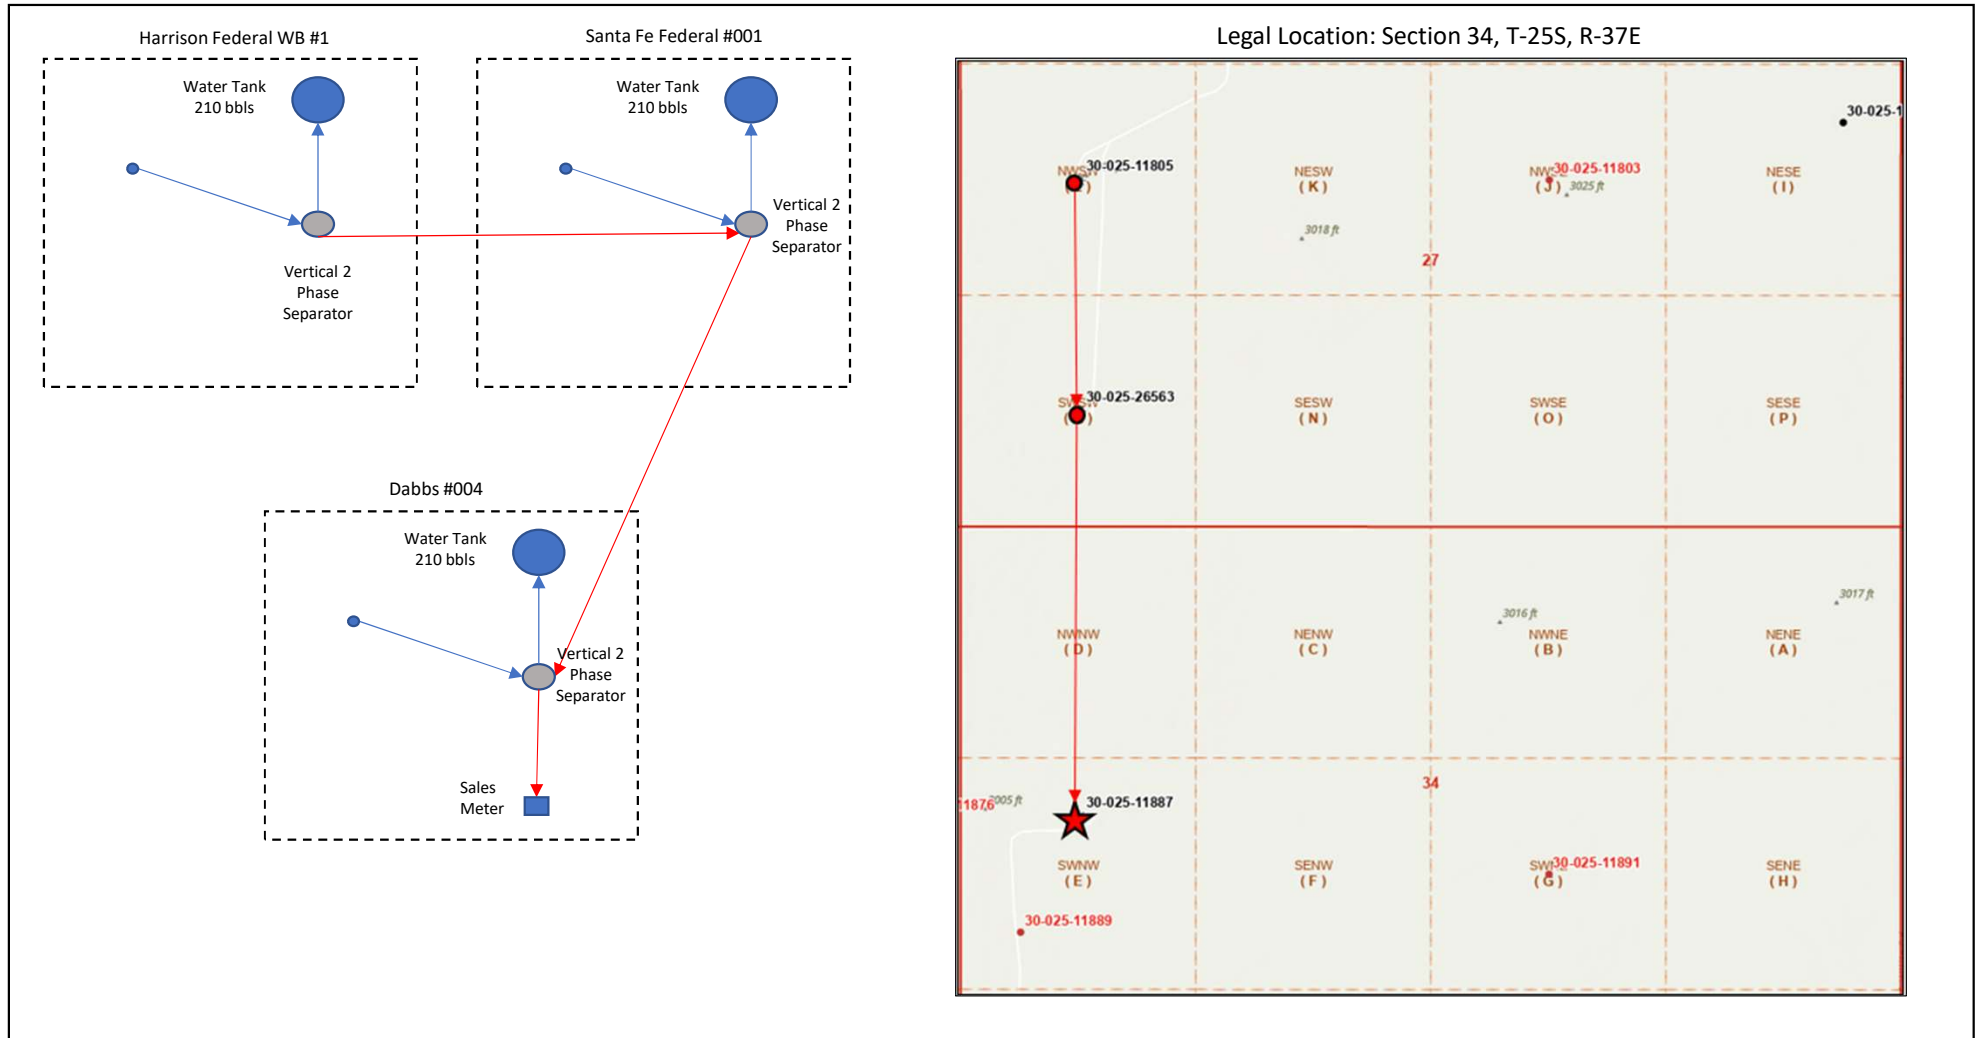 Harrison Federal WB #1
Water Tank
210 bbls
Vertical 2
Phase
Separator
Santa Fe Federal #001
Water Tank
210 bbls
Vertical 2
Phase
Separator
Dabbs #004
Water Tank
210 bbls
Vertical 2
Phase
Separator
Sales
Meter
Legal Location: Section 34, T-25S, R-37E
30-025-1
30-025-11805
NESW
(K)
30-025-11803
(J)
3025 ft
NESE
(I)
3018 ft
27
30-025-26563
SESW
(N)
SWSE
(O)
SESE
(P)
3017 ft
3016 ft
NWNW
(D)
NENW
(C)
NWNE
(B)
NENE
(A)
34
11876
30-025-11887
SWNW
(E)
SENW
(F)
30-025-11891
(G)
SENE
(H)
30-025-11889